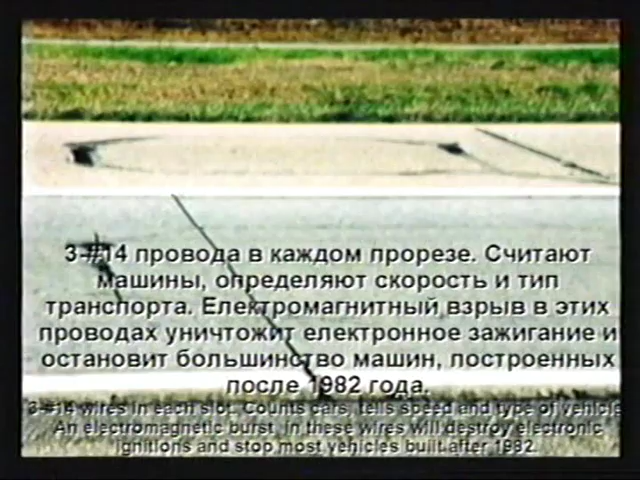 3-#14 провода в каждом прорезе. Считают
машины, определяют скорость и тип
транспорта. Електромагнитный взрыв в этих
проводах уничтожит електронное зажигание и
остановит большинство машин, построенных
после 1982 года.
3-#14 wires in each slot. Counts cars, tells speed and type of vehicle
An electromagnetic burst in these wires will destroy electronic
ignitions and stop most vehicles built after 1982.